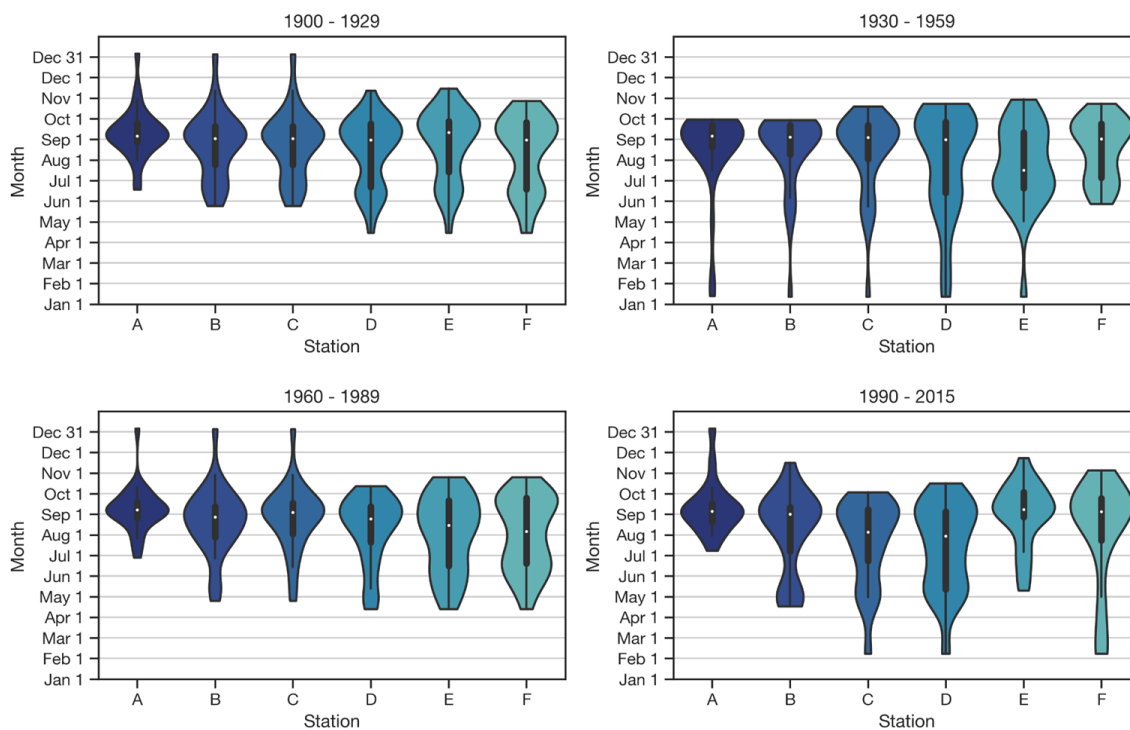 1900 - 1929
Dec 31
Dec 1
Nov 1
Oct 1
Sep 1
Aug 1
Jul 1
Jun 1
May 1
Apr 1
Mar 1
Feb 1
Jan 1
Month
A B C D E F
Station
1930 - 1959
Dec 31
Dec 1
Nov 1
Oct 1
Sep 1
Aug 1
Jul 1
Jun 1
May 1
Apr 1
Mar 1
Feb 1
Jan 1
Month
A B C D E F
Station
1960 - 1989
Dec 31
Dec 1
Nov 1
Oct 1
Sep 1
Aug 1
Jul 1
Jun 1
May 1
Apr 1
Mar 1
Feb 1
Jan 1
Month
A B C D E F
Station
1990 - 2015
Dec 31
Dec 1
Nov 1
Oct 1
Sep 1
Aug 1
Jul 1
Jun 1
May 1
Apr 1
Mar 1
Feb 1
Jan 1
Month
A B C D E F
Station